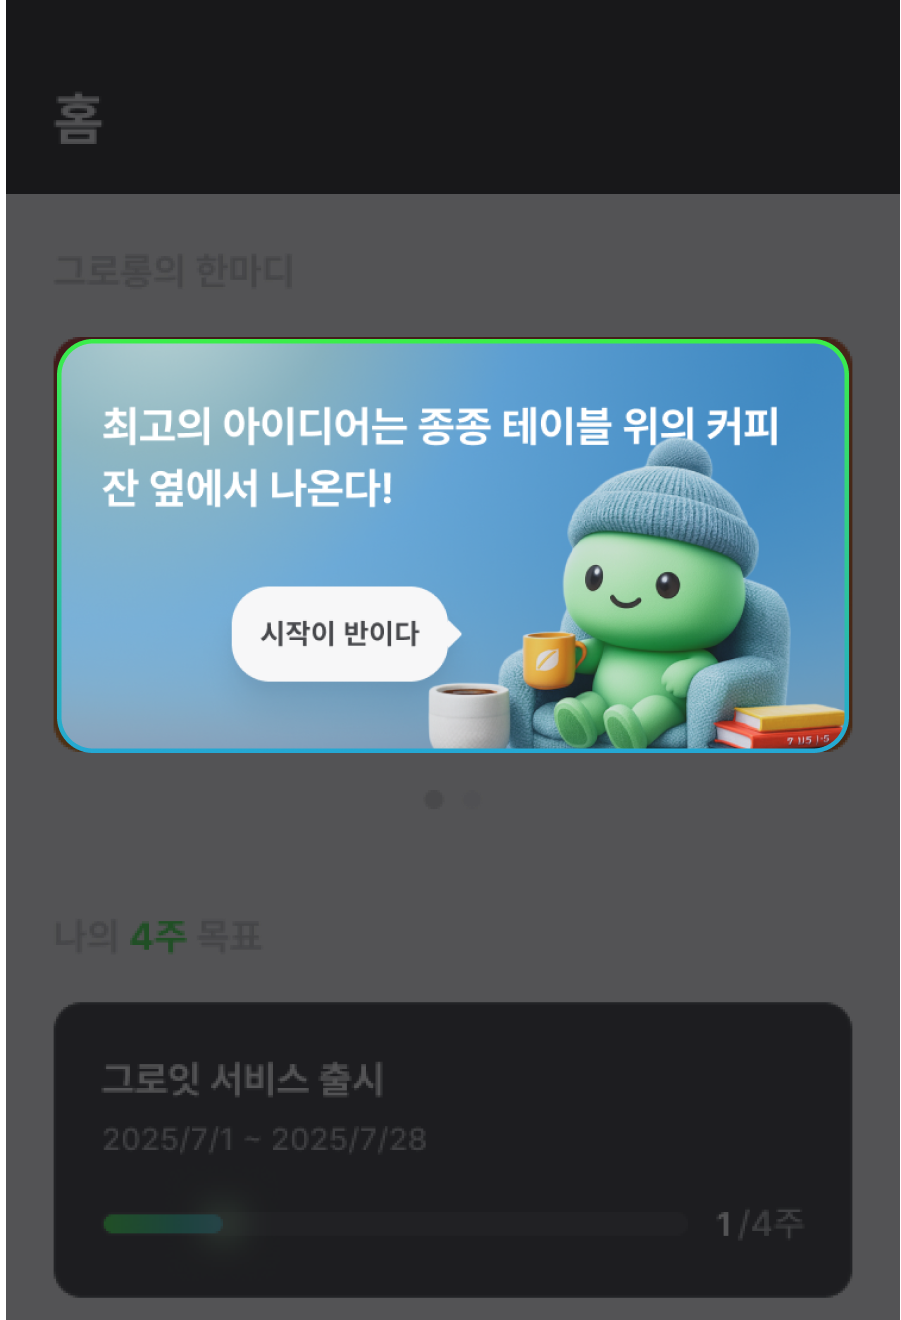 홈
그로롱의 한마디
최고의 아이디어는 종종 테이블 위의 커피
잔 옆에서 나온다!
시작이 반이다
나의 4주 목표
그로잇 서비스 출시
2025/7/1 ~ 2025/7/28
1/4주